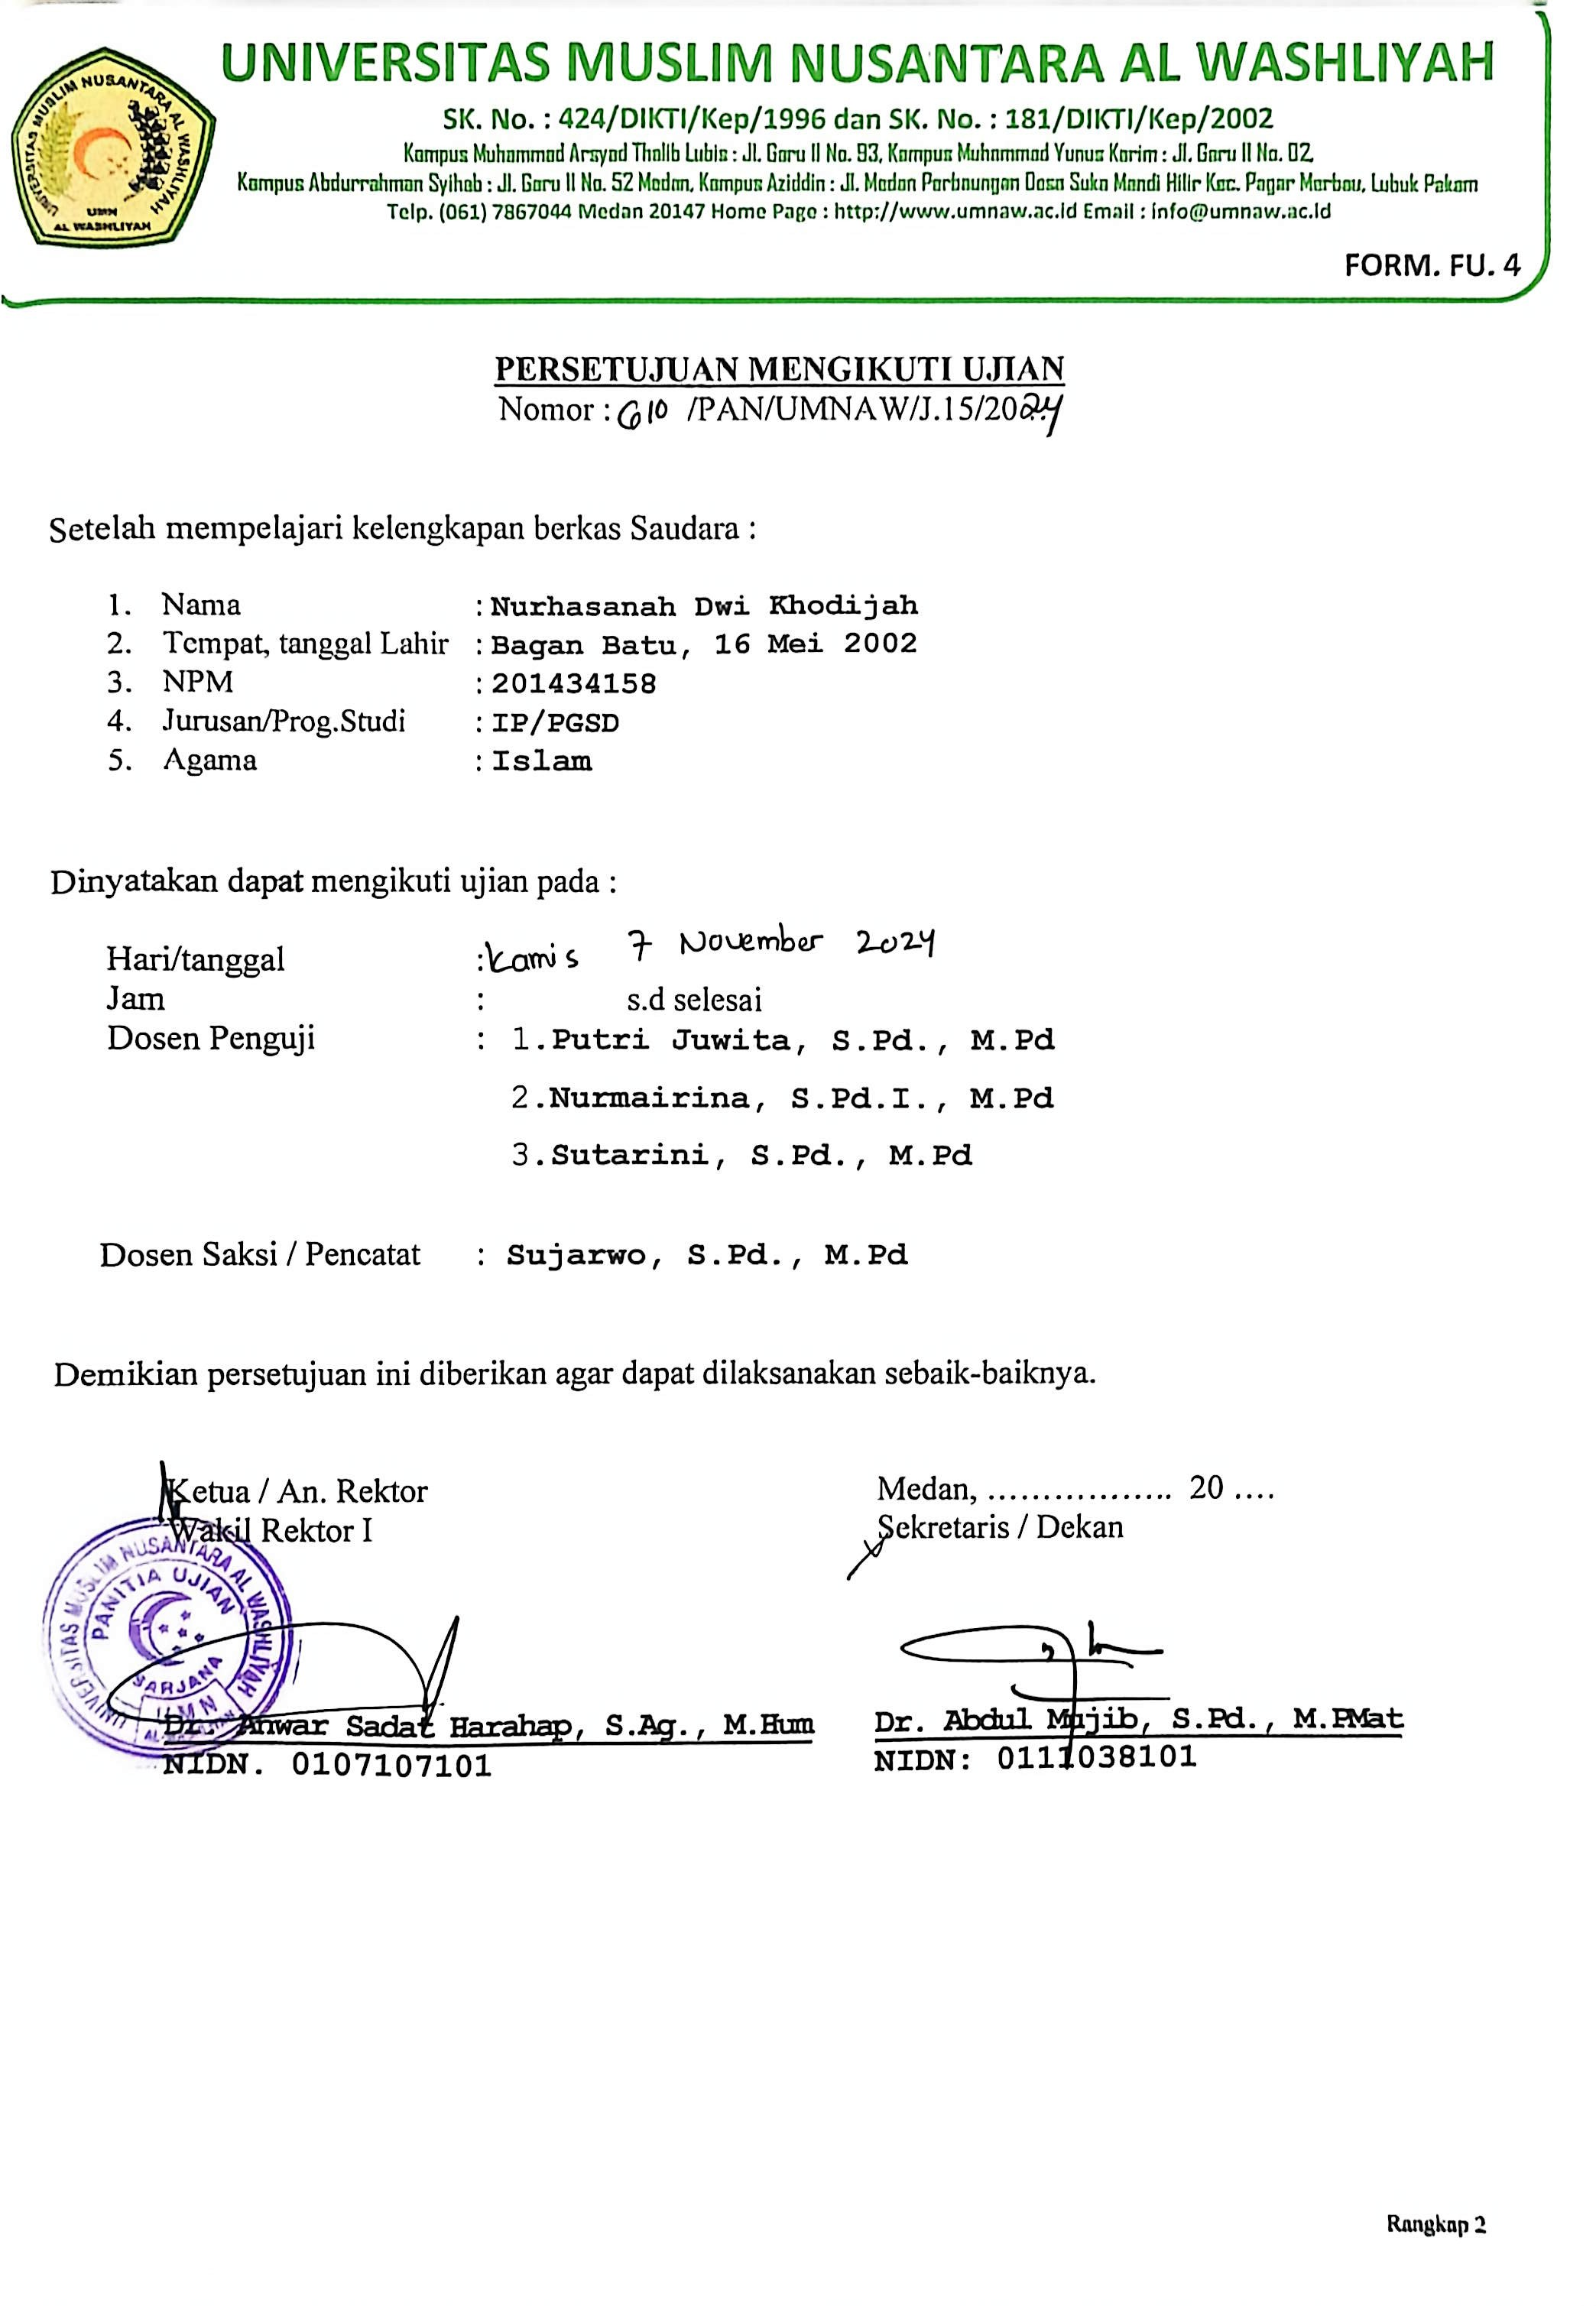 UNIVERSITAS MUSLIM NUSANTARA AL WASHLIYAH
SK. No. : 424/DIKTI/Kep/1996 dan SK. No. : 181/DIKTI/Kep/2002
Kampus Muhammad Arsyad Thalib Lubis : Jl. Garu II No. 93, Kampus Muhammad Yunus Karim : Jl. Garu II No. 02,
Kampus Abdurrahman Syihab : Jl. Garu II No. 52 Medan, Kampus Aziddin : Jl. Medan Perbaungan Desa Suka Mandi Hilir Kec. Pagar Merbau, Lubuk Pakam
Telp. (061) 7867044 Medan 20147 Home Page : http://www.umnaw.ac.id Email : info@umnaw.ac.id
UNIVERSITAS MUSLIM NUSANTARA AL WASHLIYAH
UMN
AL WASHLIYAH
FORM. FU. 4
PERSETUJUAN MENGIKUTI UJIAN
Nomor : 610 /PAN/UMNAW/J.15/2024
Setelah mempelajari kelengkapan berkas Saudara :
1. Nama : Nurhasanah Dwi Khodijah
2. Tempat, tanggal Lahir : Bagan Batu, 16 Mei 2002
3. NPM : 201434158
4. Jurusan/Prog.Studi : IP/PGSD
5. Agama : Islam
Dinyatakan dapat mengikuti ujian pada :
Hari/tanggal : Kamis 7 November 2024
Jam : s.d selesai
Dosen Penguji : 1.Putri Juwita, S.Pd., M.Pd
2.Nurmairina, S.Pd.I., M.Pd
3.Sutarini, S.Pd., M.Pd
Dosen Saksi / Pencatat : Sujarwo, S.Pd., M.Pd
Demikian persetujuan ini diberikan agar dapat dilaksanakan sebaik-baiknya.
Ketua / An. Rektor
Wakil Rektor I
Medan, ................. 20 ....
Sekretaris / Dekan
UNIVERSITAS MUSLIM NUSANTARA AL WASHLIYAH
PANITIA UJIAN
SARJANA
UMN
Dr. Anwar Sadat Harahap, S.Ag., M.Hum
NIDN. 0107107101
Dr. Abdul Mujib, S.Pd., M.PMat
NIDN: 0111038101
Rangkap 2